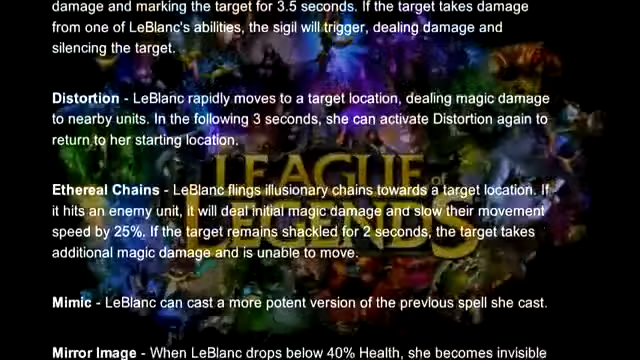 damage and marking the target for 3.5 seconds. If the target takes damage
from one of LeBlanc's abilities, the sigil will trigger, dealing damage and
silencing the target.
Distortion - LeBlanc rapidly moves to a target location, dealing magic damage
to nearby units. In the following 3 seconds, she can activate Distortion again to
return to her starting location.
LEAGUE of
LEGENDS
Ethereal Chains - LeBlanc flings illusionary chains towards a target location. If
it hits an enemy unit, it will deal initial magic damage and slow their movement
speed by 25%. If the target remains shackled for 2 seconds, the target takes
additional magic damage and is unable to move.
Mimic - LeBlanc can cast a more potent version of the previous spell she cast.
Mirror Image - When LeBlanc drops below 40% Health, she becomes invisible